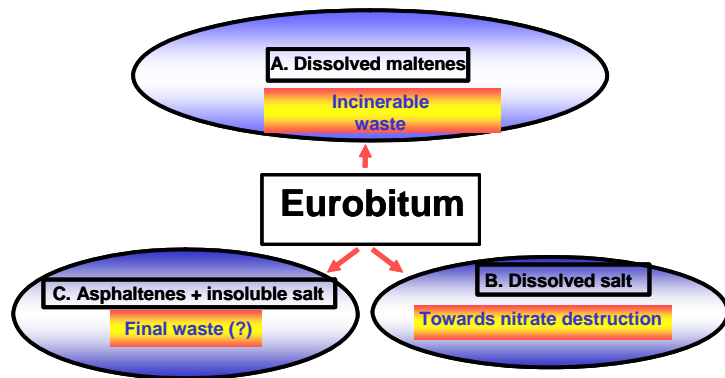 A. Dissolved maltenes
Incinerable
waste
Eurobitum
C. Asphaltenes + insoluble salt
Final waste (?)
B. Dissolved salt
Towards nitrate destruction